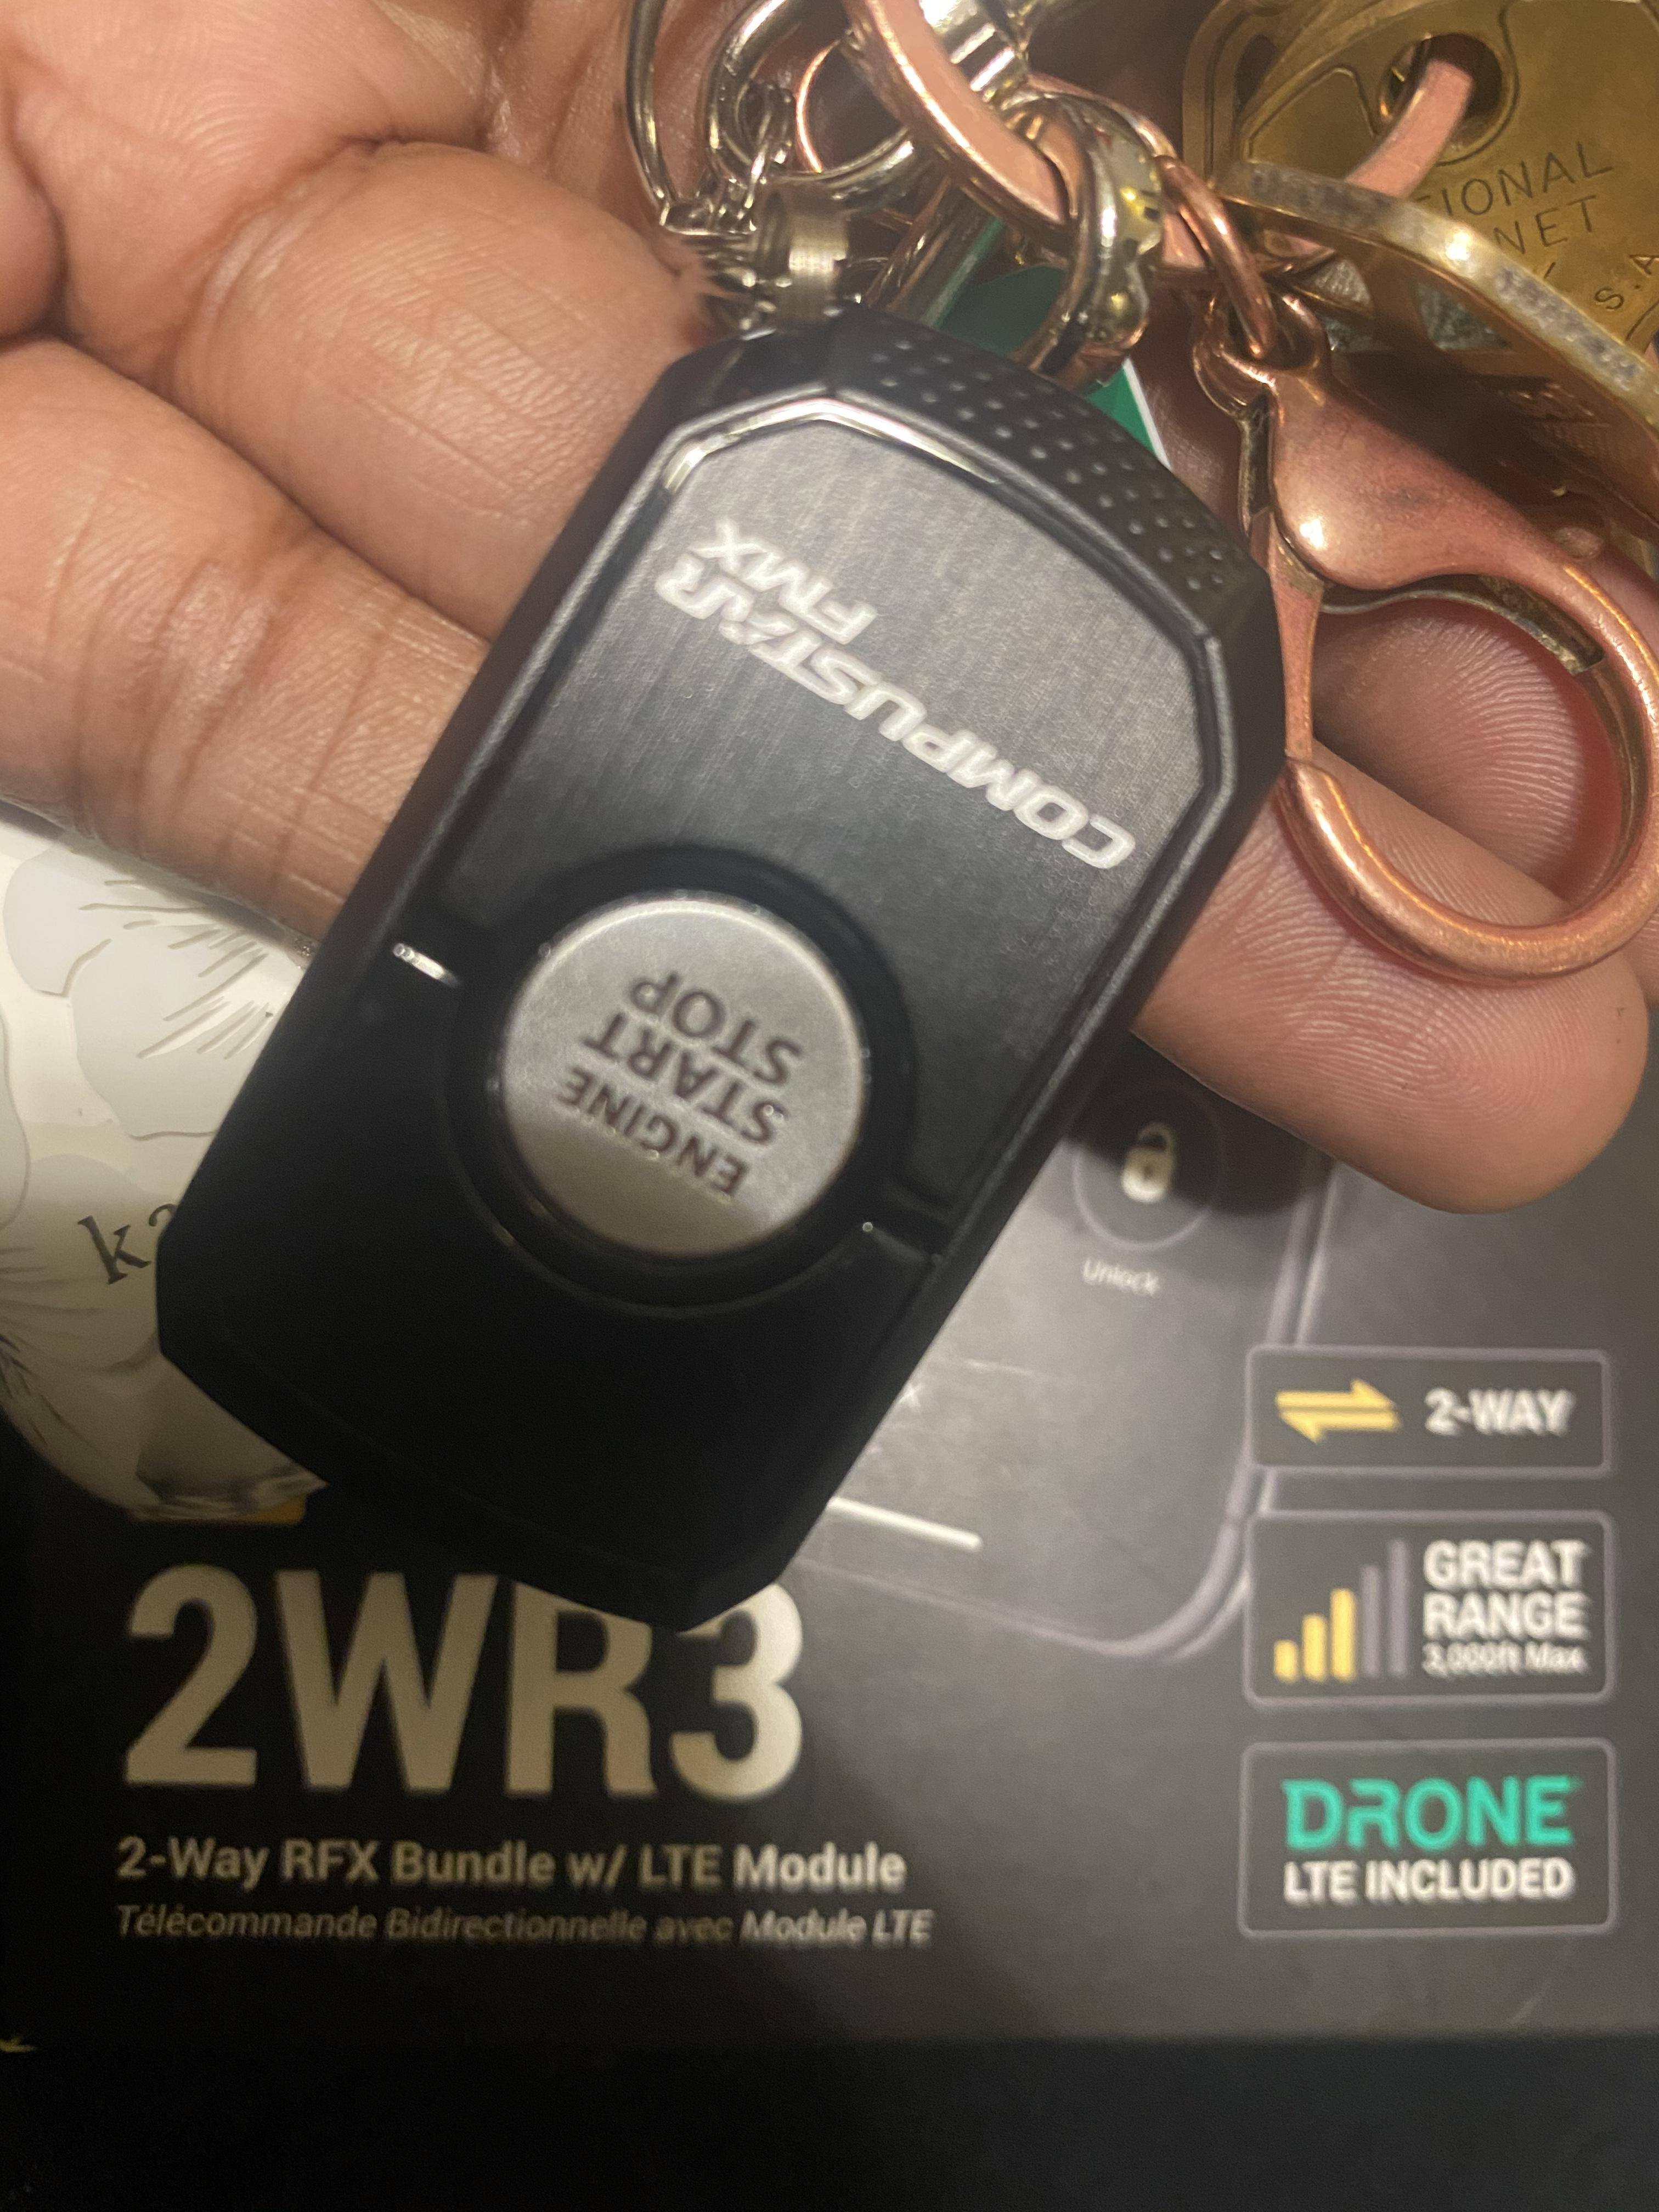 COMPUSTAR
FMX
ENGINE
START
STOP
Unlock
2-WAY
GREAT
RANGE
3,000ft Max
DRONE
LTE INCLUDED
2WR3
2-Way RFX Bundle w/ LTE Module
Télécommande Bidirectionnelle avec Module LTE